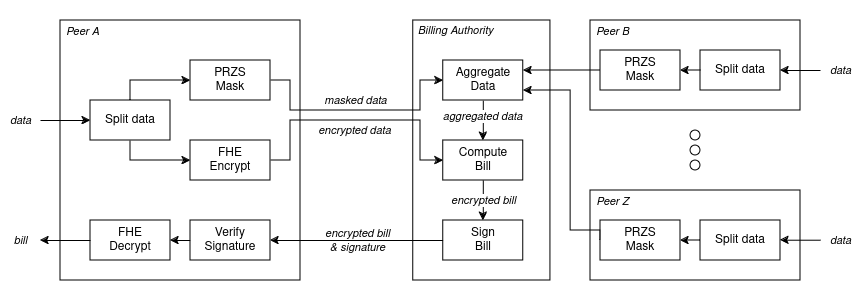 Peer A
Billing Authority
Peer B
PRZS
Mask
Aggregate
Data
PRZS
Mask
Split data
data
masked data
data
Split data
aggregated data
encrypted data
FHE
Encrypt
Compute
Bill
encrypted bill
Peer Z
bill
FHE
Decrypt
Verify
Signature
encrypted bill
& signature
Sign
Bill
PRZS
Mask
Split data
data